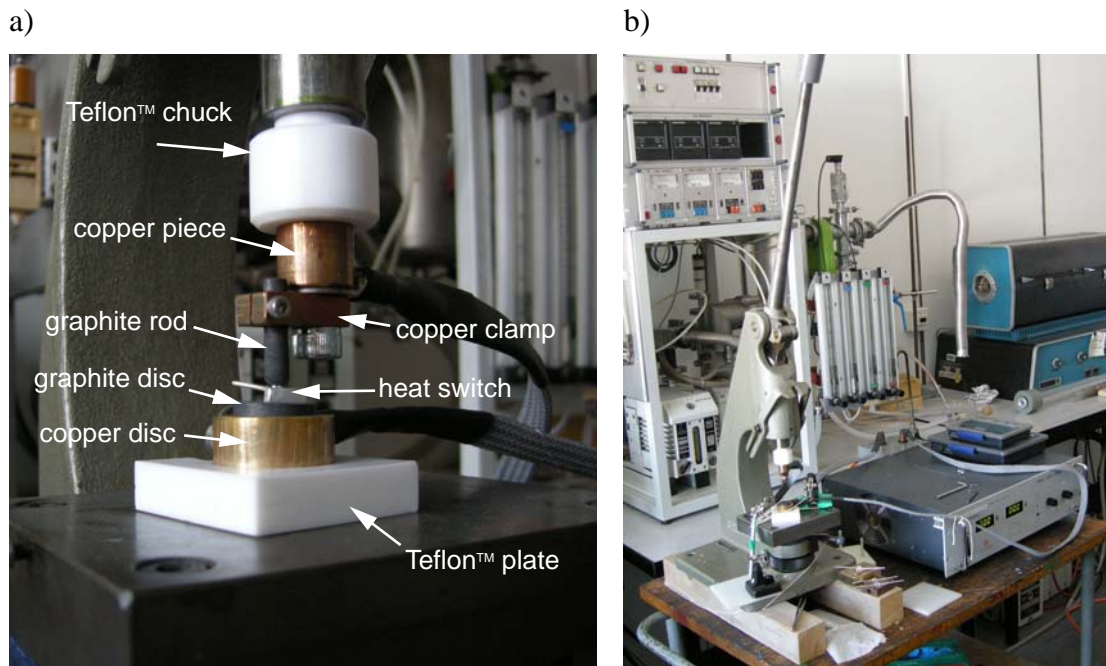 a)
b)
Teflon™ chuck
copper piece
graphite rod
copper clamp
graphite disc
heat switch
copper disc
Teflon™ plate